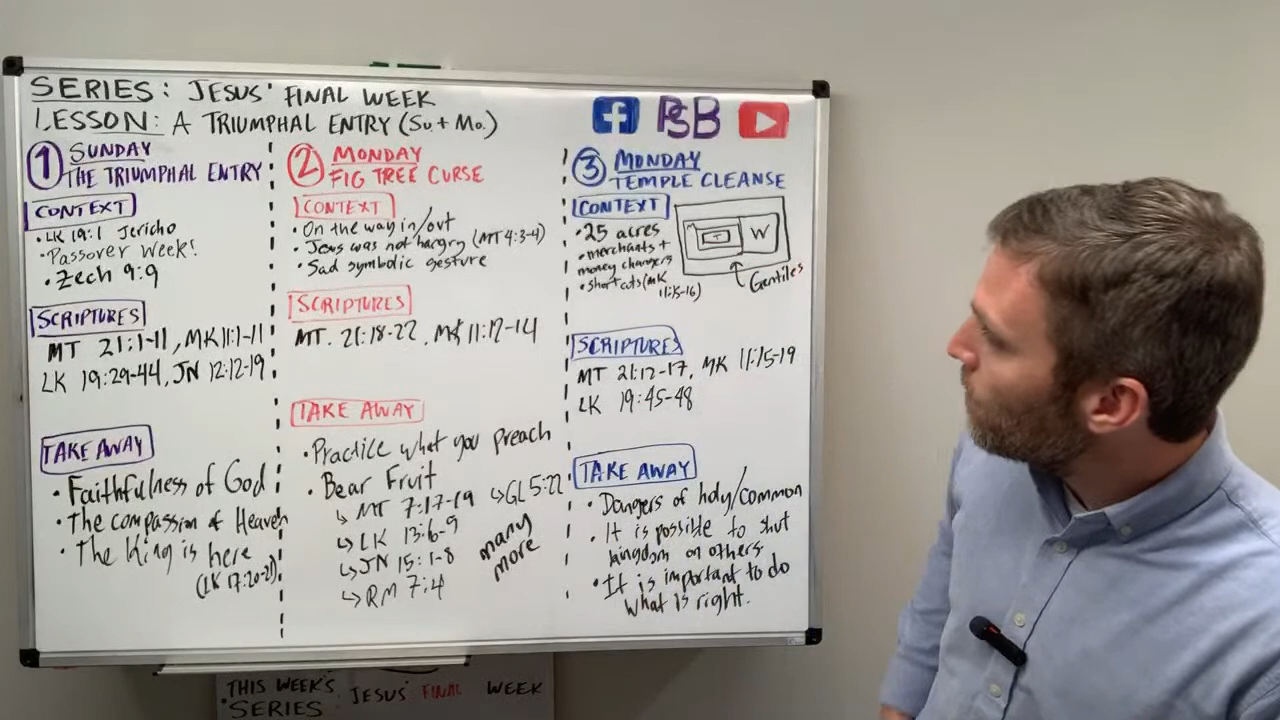 SERIES: JESUS' FINAL WEEK
LESSON: A TRIUMPHAL ENTRY (Su. + Mo.)
f PSB
1 SUNDAY
THE TRIUMPHAL ENTRY
CONTEXT
• LK 19:1 Jericho
• Passover Week!
• Zech 9:9
SCRIPTURES
MT 21:1-11, MK 11:1-11
LK 19:29-44, JN 12:12-19
TAKE AWAY
• Faithfulness of God
• The compassion of Heaven
• The King is here
(LK 17:20-21)
2 MONDAY
FIG TREE CURSE
CONTEXT
• On the way in/out
• Jesus was not hangry (MT 4:3-4)
• Sad symbolic gesture
SCRIPTURES
MT. 21:18-22, MK 11:12-14
TAKE AWAY
• Practice what you preach
• Bear Fruit
↳ MT 7:17-19 ↳ GL 5:22
↳ LK 13:6-9
↳ JN 15:1-8
↳ RM 7:4
many
more
3 MONDAY
TEMPLE CLEANSE
CONTEXT
• 25 acres
• merchants +
money changers
• shortcuts (MK
11:15-16)
W
Gentiles
SCRIPTURES
MT 21:12-17, MK 11:15-19
LK 19:45-48
TAKE AWAY
• Dangers of holy/common
• It is possible to shut
kingdom on others
• It is important to do
what is right.
THIS WEEK'S JESUS' FINAL WEEK
SERIES